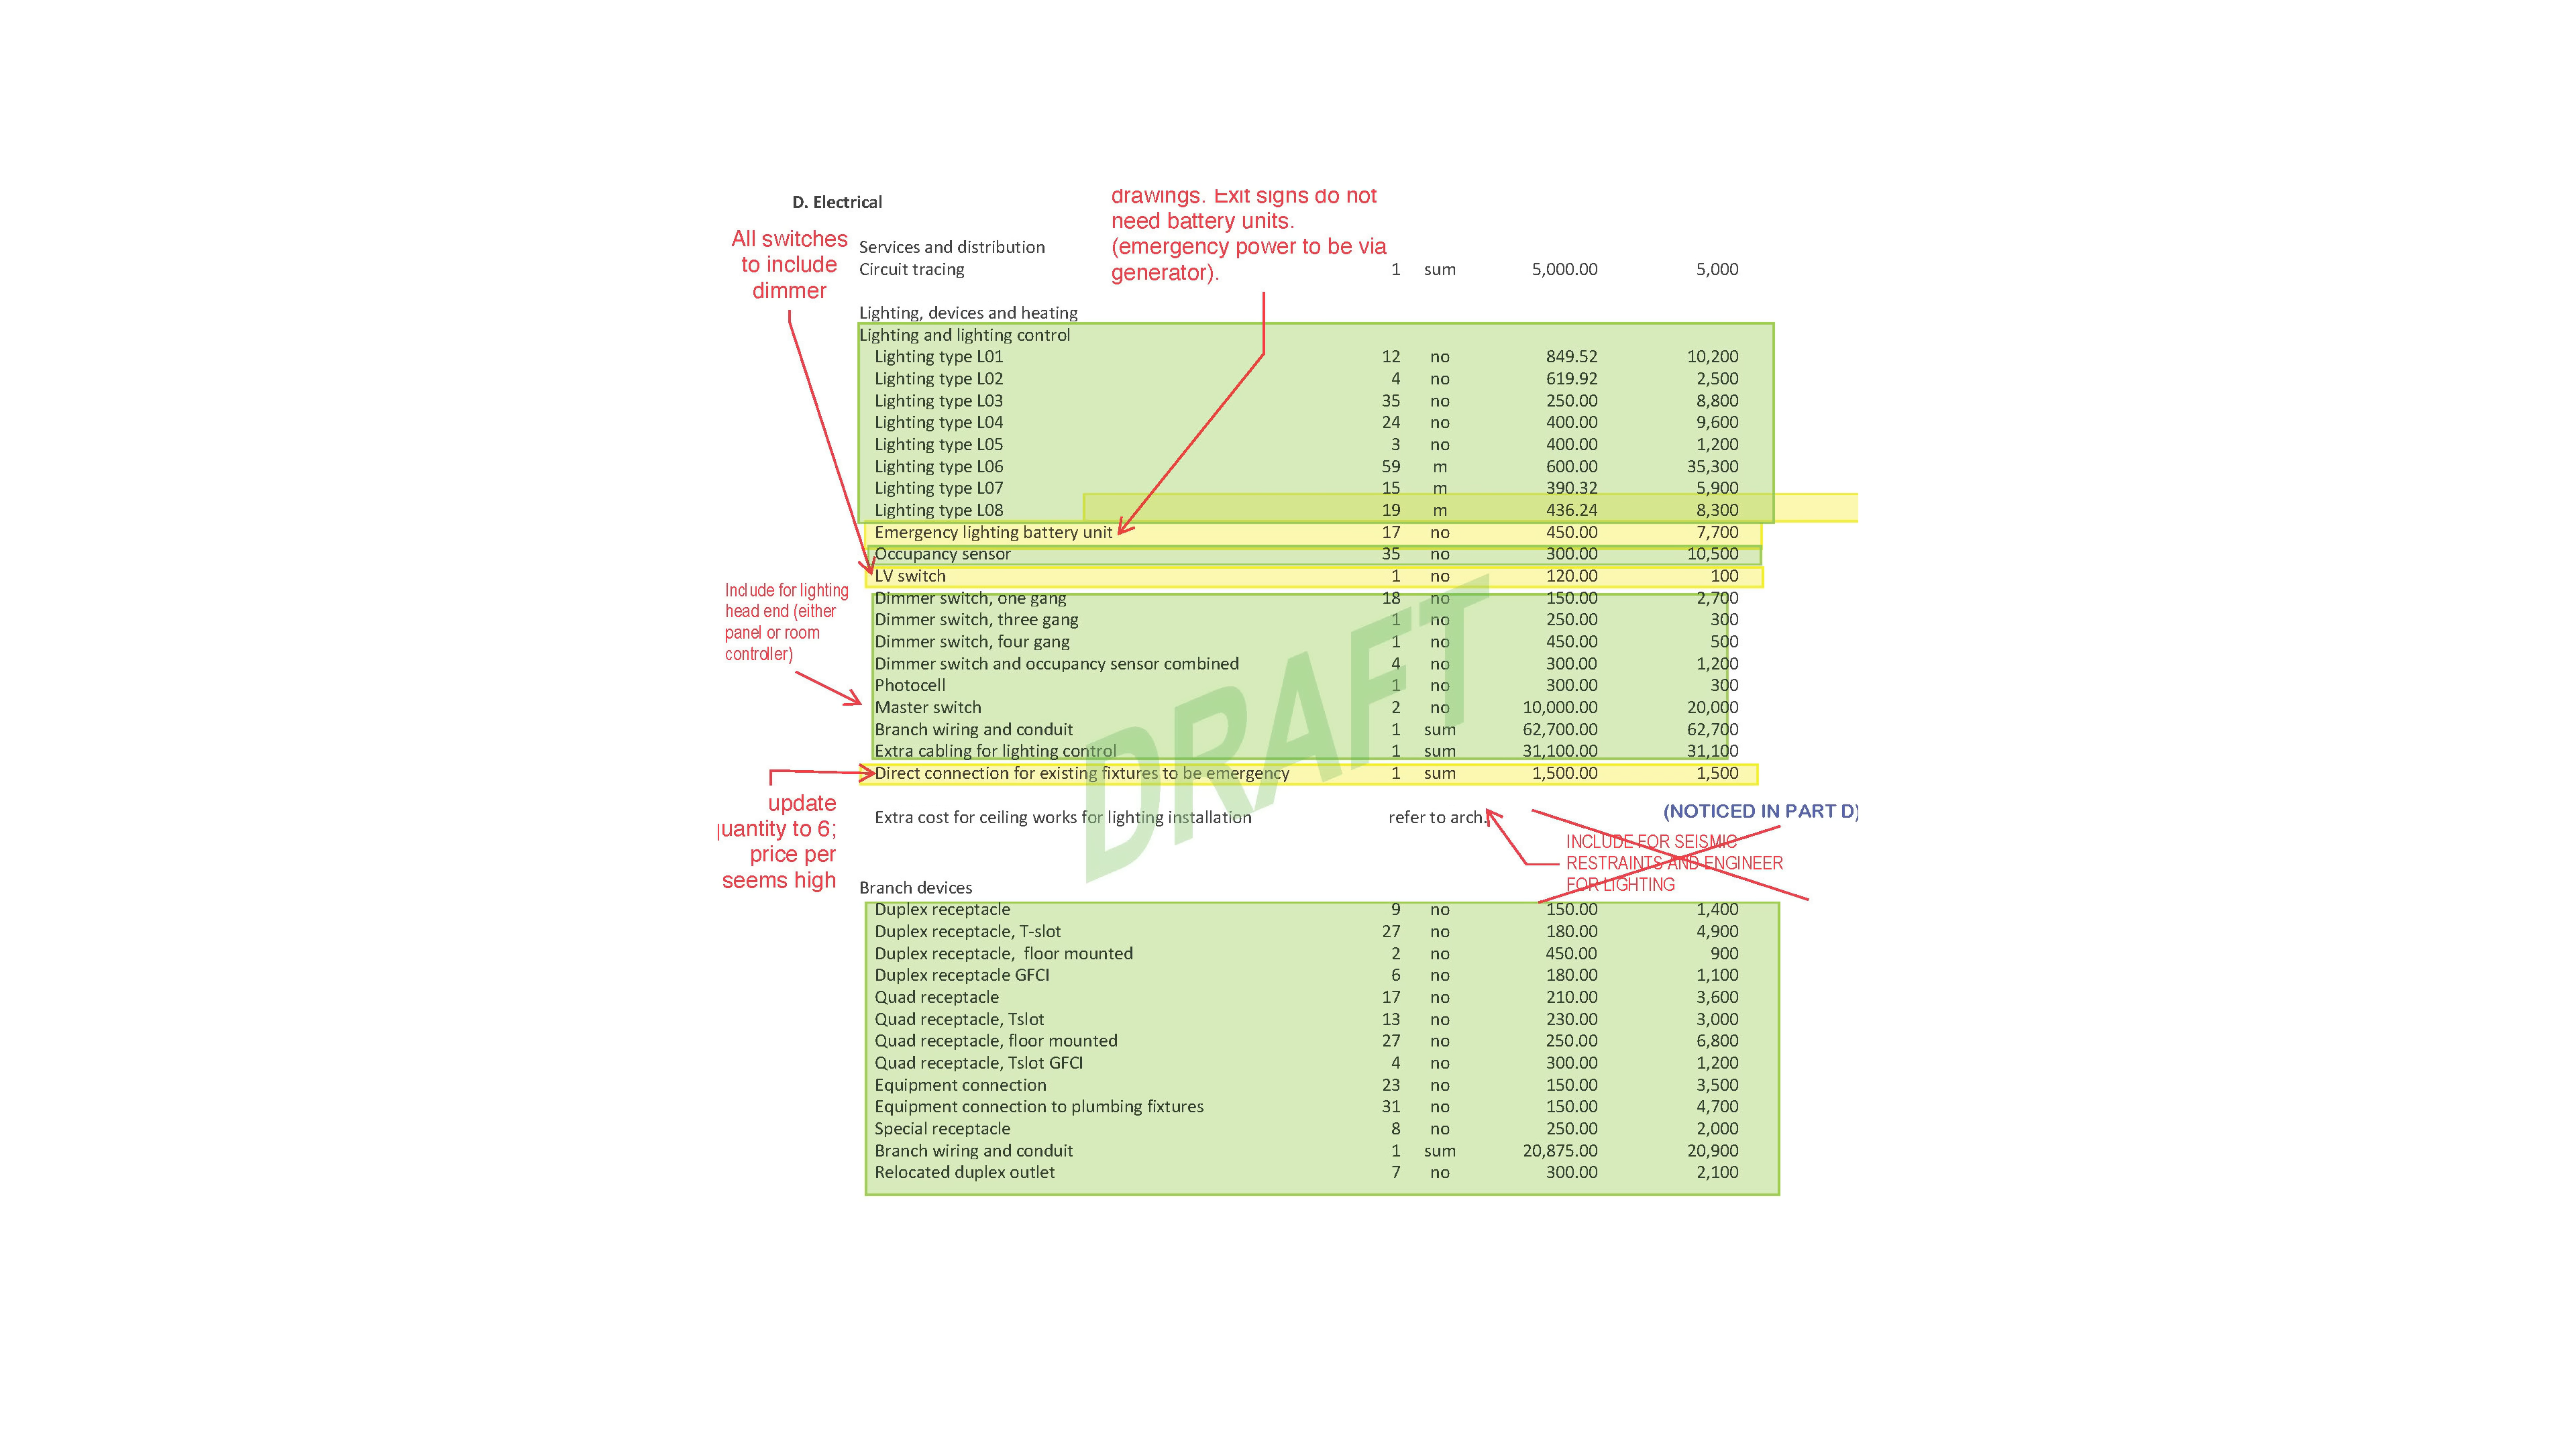 D. Electrical
drawings. Exit signs do not
need battery units.
(emergency power to be via
generator).
All switches
to include
dimmer
Services and distribution
Circuit tracing 1 sum 5,000.00 5,000
Lighting, devices and heating
Lighting and lighting control
Lighting type L01 12 no 849.52 10,200
Lighting type L02 4 no 619.92 2,500
Lighting type L03 35 no 250.00 8,800
Lighting type L04 24 no 400.00 9,600
Lighting type L05 3 no 400.00 1,200
Lighting type L06 59 m 600.00 35,300
Lighting type L07 15 m 390.32 5,900
Lighting type L08 19 m 436.24 8,300
Emergency lighting battery unit 17 no 450.00 7,700
Occupancy sensor 35 no 300.00 10,500
LV switch 1 no 120.00 100
Include for lighting
head end (either
panel or room
controller)
Dimmer switch, one gang 18 no 150.00 2,700
Dimmer switch, three gang 1 no 250.00 300
Dimmer switch, four gang 1 no 450.00 500
Dimmer switch and occupancy sensor combined 4 no 300.00 1,200
Photocell 1 no 300.00 300
Master switch 2 no 10,000.00 20,000
Branch wiring and conduit 1 sum 62,700.00 62,700
Extra cabling for lighting control 1 sum 31,100.00 31,100
Direct connection for existing fixtures to be emergency 1 sum 1,500.00 1,500
DRAFT
update
quantity to 6;
price per
seems high
Extra cost for ceiling works for lighting installation refer to arch.
(NOTICED IN PART D)
INCLUDE FOR SEISMIC
RESTRAINTS AND ENGINEER
FOR LIGHTING
Branch devices
Duplex receptacle 9 no 150.00 1,400
Duplex receptacle, T-slot 27 no 180.00 4,900
Duplex receptacle, floor mounted 2 no 450.00 900
Duplex receptacle GFCI 6 no 180.00 1,100
Quad receptacle 17 no 210.00 3,600
Quad receptacle, Tslot 13 no 230.00 3,000
Quad receptacle, floor mounted 27 no 250.00 6,800
Quad receptacle, Tslot GFCI 4 no 300.00 1,200
Equipment connection 23 no 150.00 3,500
Equipment connection to plumbing fixtures 31 no 150.00 4,700
Special receptacle 8 no 250.00 2,000
Branch wiring and conduit 1 sum 20,875.00 20,900
Relocated duplex outlet 7 no 300.00 2,100